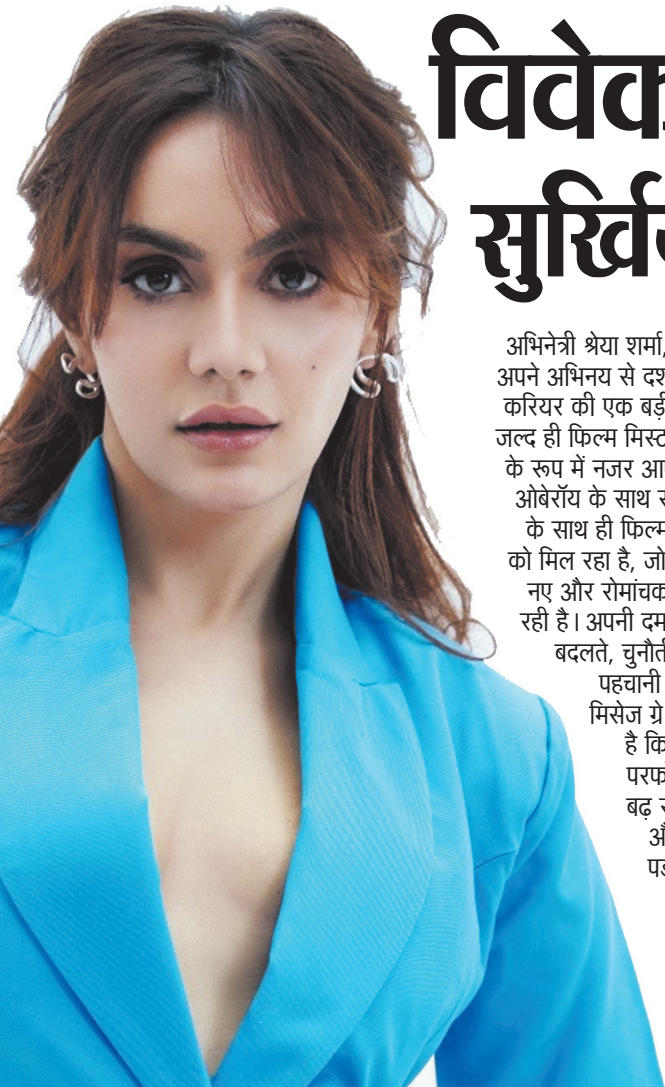 विवेक
सुर्खिय
अभिनेत्री श्रेया शर्मा,
अपने अभिनय से दश
करियर की एक बड़ी
जल्द ही फिल्म मिस्ट
के रूप में नजर आ
ओबेरॉय के साथ स
के साथ ही फिल्म
को मिल रहा है, जो
नए और रोमांचक
रही है। अपनी दम
बदलते, चुनौती
पहचानी
मिसेज ग्रे
है कि
परफ
बढ़
औ
पड